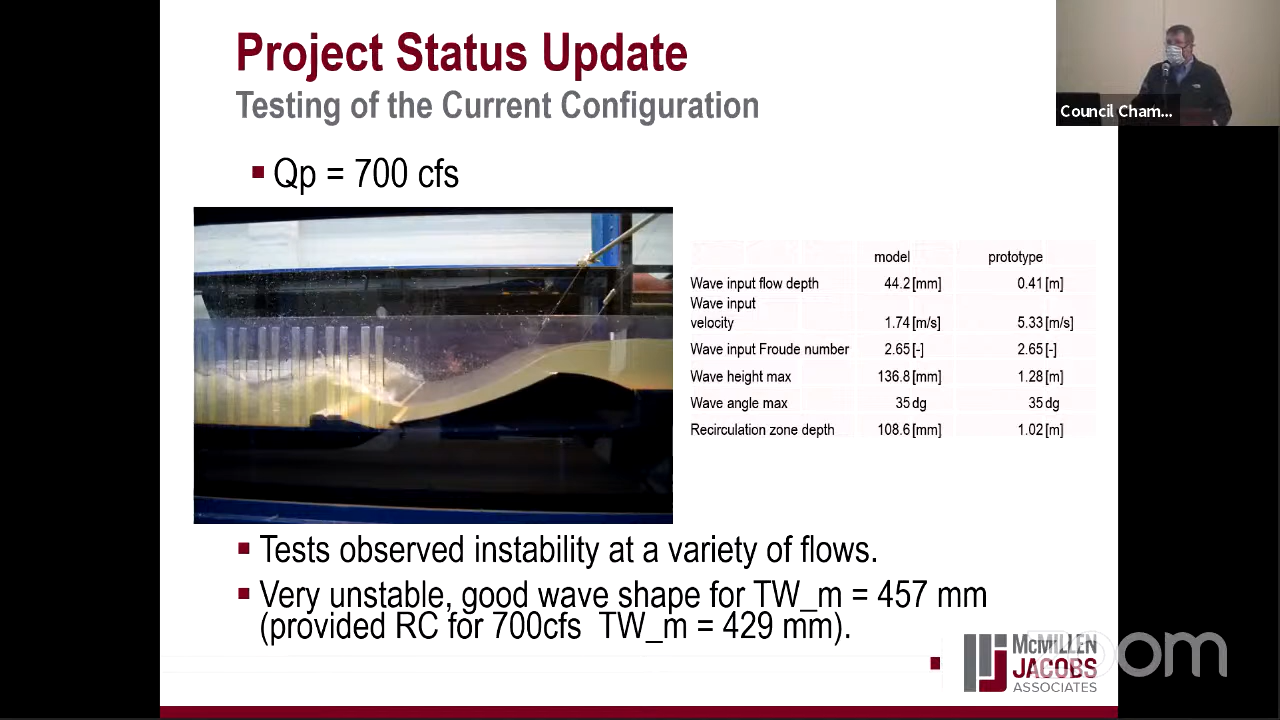 Project Status Update
Testing of the Current Configuration
Council Cham...
Qp = 700 cfs
model prototype
Wave input flow depth 44.2 [mm] 0.41 [m]
Wave input
velocity 1.74 [m/s] 5.33 [m/s]
Wave input Froude number 2.65 [-] 2.65 [-]
Wave height max 136.8 [mm] 1.28 [m]
Wave angle max 35 dg 35 dg
Recirculation zone depth 108.6 [mm] 1.02 [m]
Tests observed instability at a variety of flows.
Very unstable, good wave shape for TW_m = 457 mm
(provided RC for 700cfs TW_m = 429 mm).
McMILLEN
JACOBS
ASSOCIATES
zoom